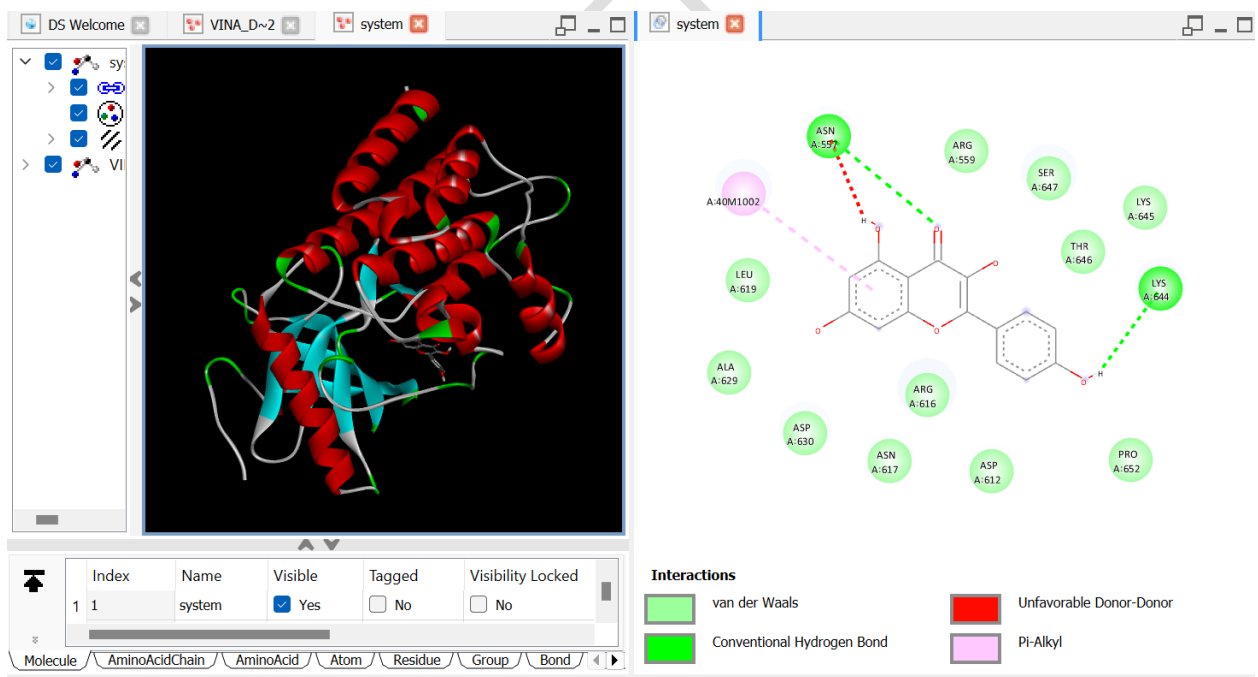 DS Welcome
VINA_D~2
system
system
sy
VI
ASN
A:557
ARG
A:559
SER
A:647
LYS
A:645
THR
A:646
LYS
A:644
A:40M1002
LEU
A:619
ALA
A:629
ASP
A:630
ASN
A:617
ARG
A:616
ASP
A:612
PRO
A:652
H
O
O
O
O
O
O
H
Index Name Visible Tagged Visibility Locked
1 1 system Yes No No
Molecule AminoAcidChain AminoAcid Atom Residue Group Bond
Interactions
van der Waals
Conventional Hydrogen Bond
Unfavorable Donor-Donor
Pi-Alkyl